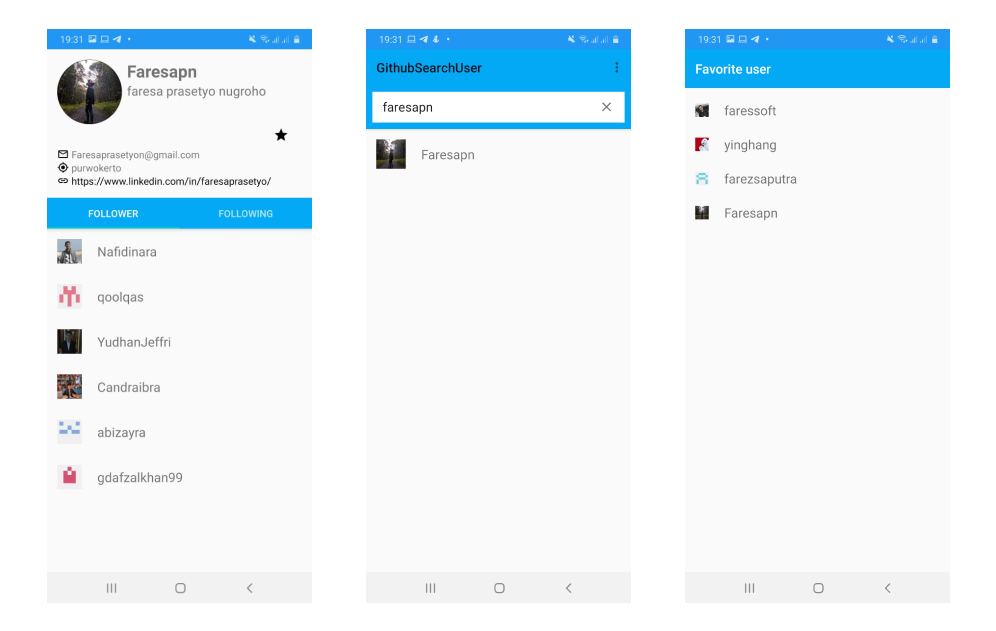 19:31
Faresapn
faresa prasetyo nugroho
Faresaprasetyon@gmail.com
purwokerto
https://www.linkedin.com/in/faresaprasetyo/
FOLLOWER
FOLLOWING
Nafidinara
qoolqas
YudhanJeffri
Candraibra
abizayra
gdafzalkhan99
19:31
GithubSearchUser
faresapn
Faresapn
19:31
Favorite user
faressoft
yinghang
farezsaputra
Faresapn